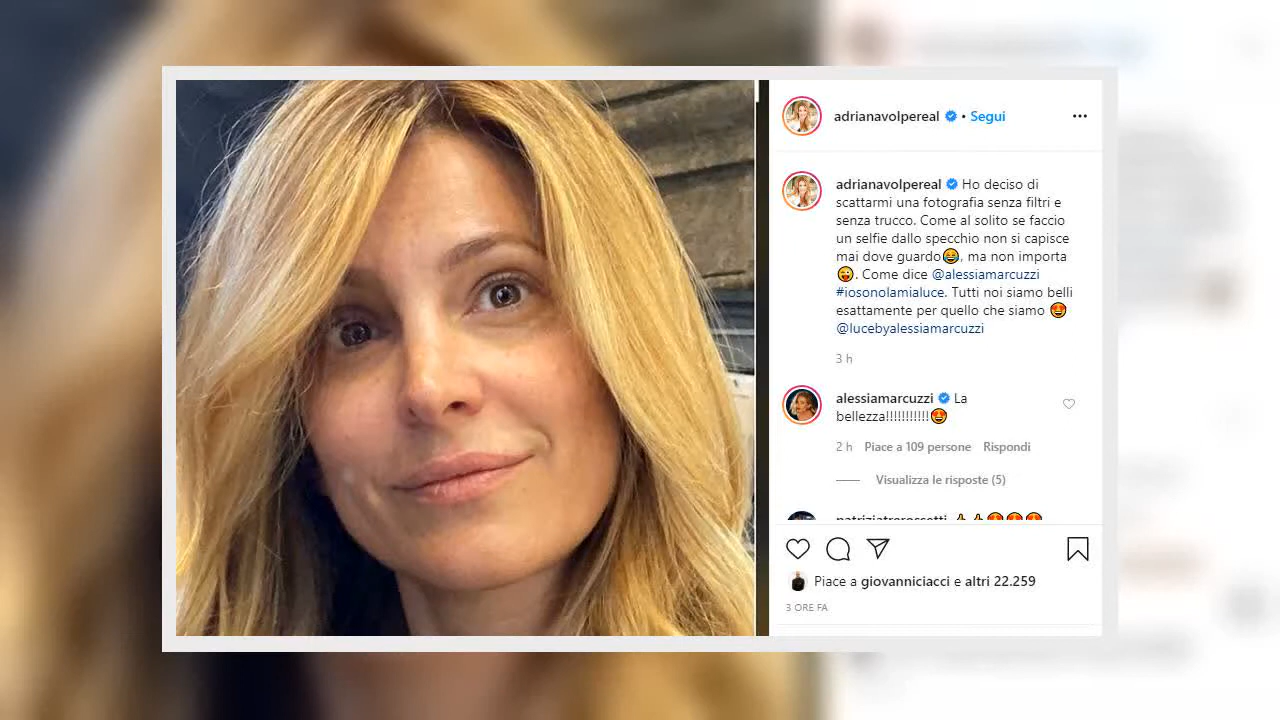 adrianavolpereal • Segui
adrianavolpereal Ho deciso di
scattarmi una fotografia senza filtri e
senza trucco. Come al solito se faccio
un selfie dallo specchio non si capisce
mai dove guardo😂, ma non importa
😜. Come dice @alessiamarcuzzi
#iosonolamialuce. Tutti noi siamo belli
esattamente per quello che siamo 😍
@lucebyalessiamarcuzzi
3 h
alessiamarcuzzi La
bellezza!!!!!!!!!!!😍
2 h Piace a 109 persone Rispondi
Visualizza le risposte (5)
Piace a giovanniciacci e altri 22.259
3 ORE FA